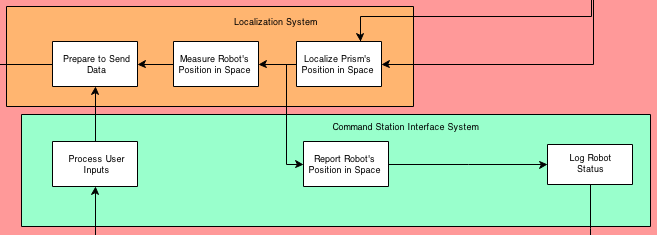 Localization System
Prepare to Send
Data
Measure Robot's
Position in Space
Localize Prism's
Position in Space
Command Station Interface System
Process User
Inputs
Report Robot's
Position in Space
Log Robot
Status